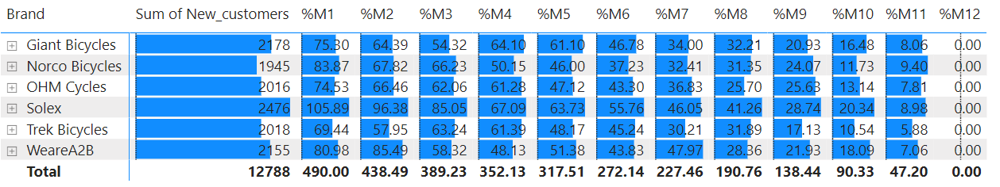 Brand Sum of New_customers %M1 %M2 %M3 %M4 %M5 %M6 %M7 %M8 %M9 %M10 %M11 %M12
Giant Bicycles 2178 75.30 64.39 54.32 64.10 61.10 46.78 34.00 32.21 20.93 16.48 8.06 0.00
Norco Bicycles 1945 83.87 67.82 66.23 50.15 46.00 37.23 32.41 31.35 24.07 11.73 9.40 0.00
OHM Cycles 2016 74.53 66.46 62.06 61.28 47.12 43.30 36.83 25.70 25.63 13.14 7.81 0.00
Solex 2476 105.89 96.38 85.05 67.09 63.73 55.76 46.05 41.26 28.74 20.34 8.98 0.00
Trek Bicycles 2018 69.44 57.95 63.24 61.39 48.17 45.24 30.21 31.89 17.13 10.54 5.88 0.00
WeareA2B 2155 80.98 85.49 58.32 48.13 51.38 43.83 47.97 28.36 21.93 18.09 7.06 0.00
Total 12788 490.00 438.49 389.23 352.13 317.51 272.14 227.46 190.76 138.44 90.33 47.20 0.00